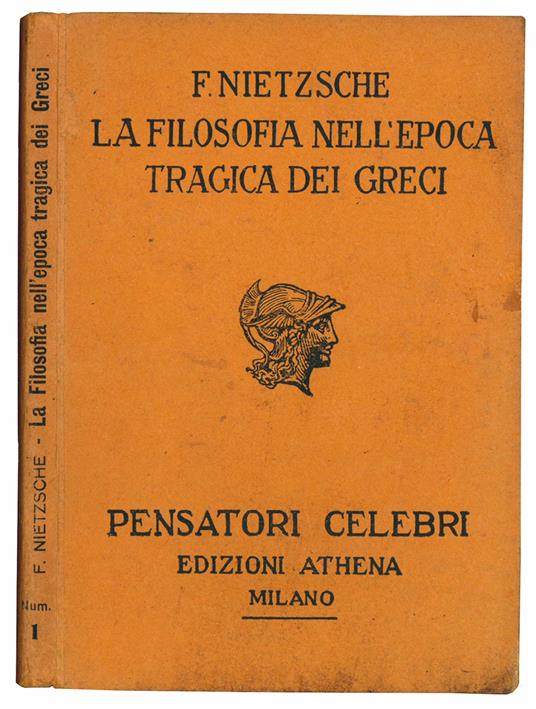 F. NIETZSCHE
LA FILOSOFIA NELL'EPOCA
TRAGICA DEI GRECI
PENSATORI CELEBRI
EDIZIONI ATHENA
MILANO
F. NIETZSCHE - La Filosofia nell'epoca tragica dei Greci
Num.
1